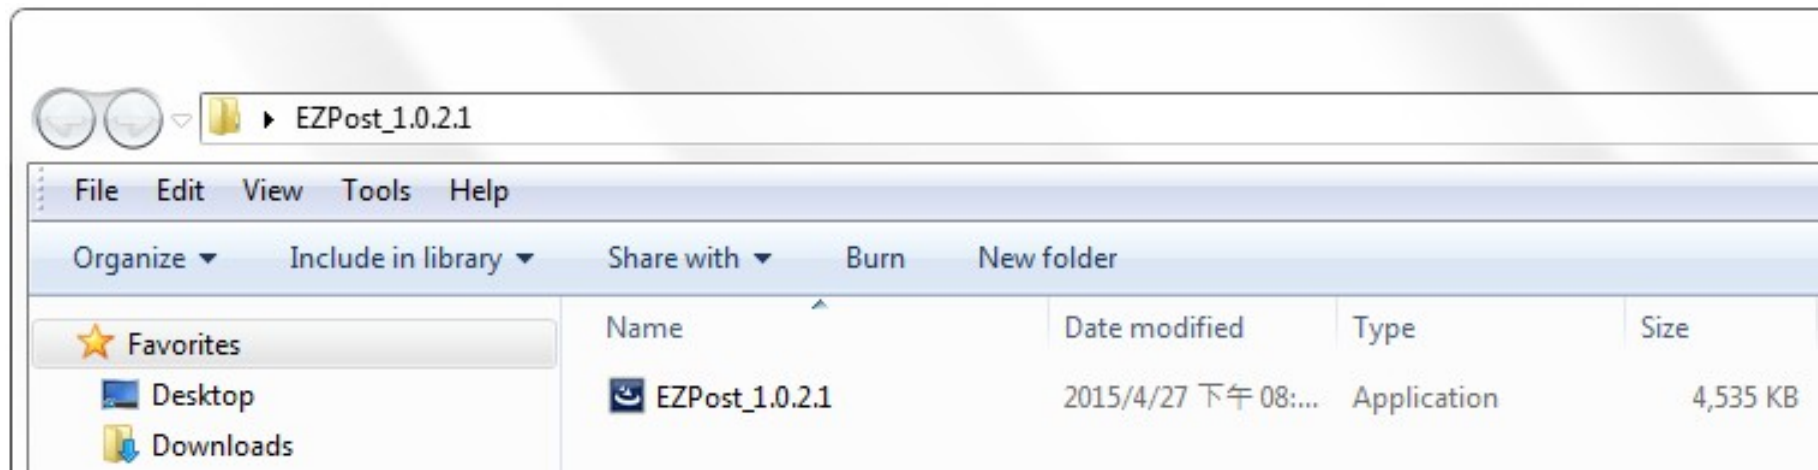 EZPost_1.0.2.1
File Edit View Tools Help
Organize Include in library Share with Burn New folder
Favorites
Desktop
Downloads
Name Date modified Type Size
EZPost_1.0.2.1 2015/4/27 下午 08:... Application 4,535 KB